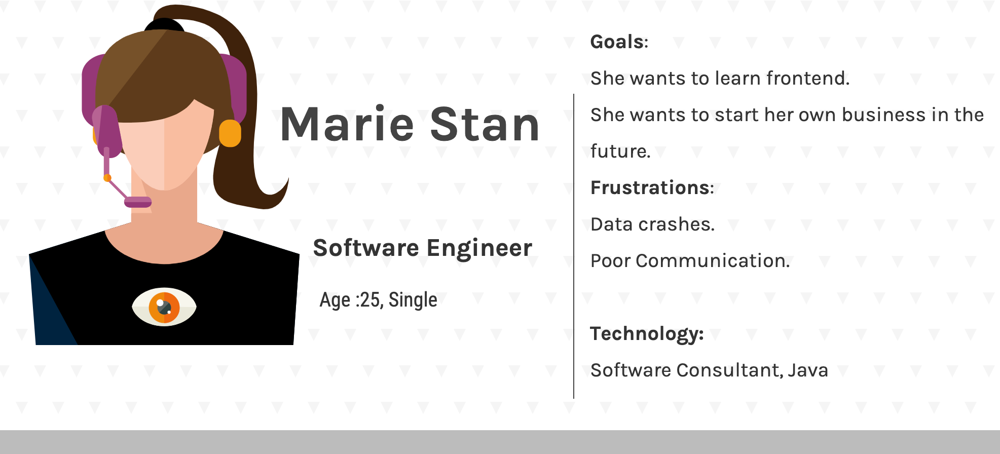 Marie Stan
Software Engineer
Age :25, Single
Goals:
She wants to learn frontend.
She wants to start her own business in the
future.
Frustrations:
Data crashes.
Poor Communication.
Technology:
Software Consultant, Java